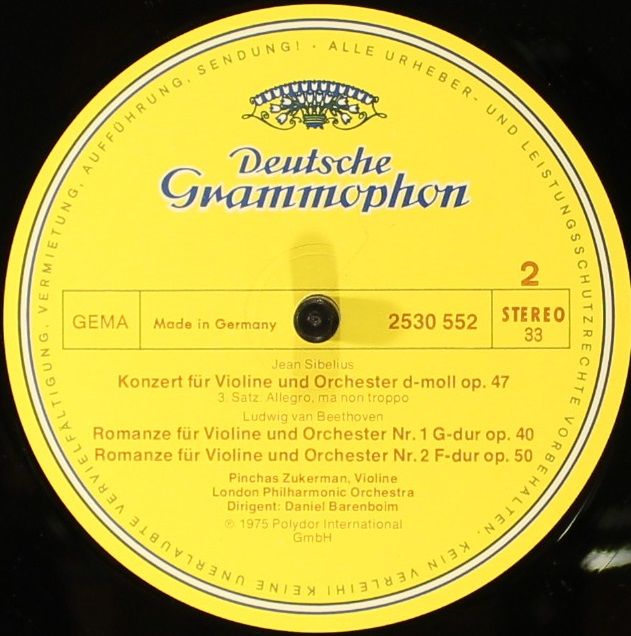 ALLE URHEBER- UND LEISTUNGSSCHUTZRECHTE VORBEHALTEN. KEIN VERLEIH! KEINE UNERLAUBTE VERVIELFÄLTIGUNG, VERMIETUNG, AUFFÜHRUNG, SENDUNG! ·
Deutsche
Grammophon
2
GEMA Made in Germany 2530 552 STEREO
33
Jean Sibelius
Konzert für Violine und Orchester d-moll op. 47
3. Satz: Allegro, ma non troppo
Ludwig van Beethoven
Romanze für Violine und Orchester Nr. 1 G-dur op. 40
Romanze für Violine und Orchester Nr. 2 F-dur op. 50
Pinchas Zukerman, Violine
London Philharmonic Orchestra
Dirigent: Daniel Barenboim
℗ 1975 Polydor International
GmbH